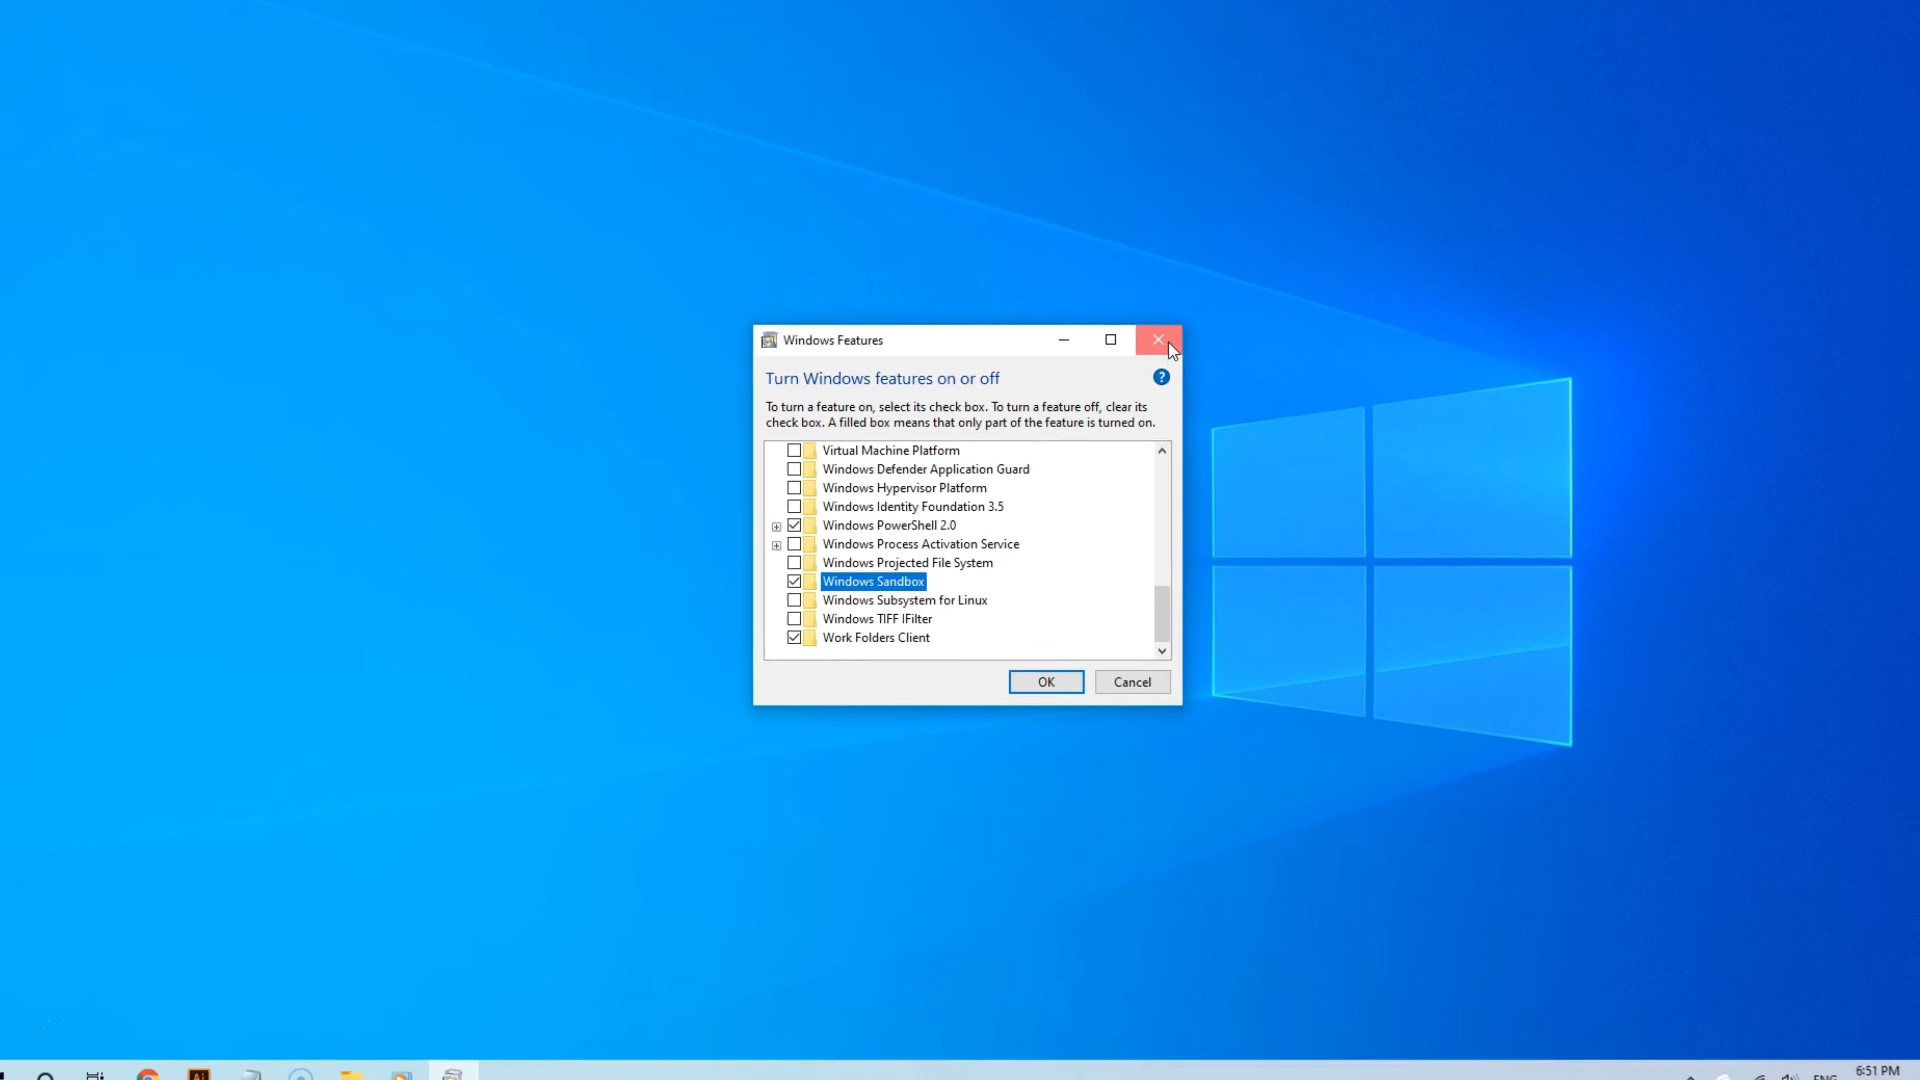 Windows Features
Turn Windows features on or off
?
To turn a feature on, select its check box. To turn a feature off, clear its
check box. A filled box means that only part of the feature is turned on.
Virtual Machine Platform
Windows Defender Application Guard
Windows Hypervisor Platform
Windows Identity Foundation 3.5
Windows PowerShell 2.0
Windows Process Activation Service
Windows Projected File System
Windows Sandbox
Windows Subsystem for Linux
Windows TIFF IFilter
Work Folders Client
OK Cancel
Ai
ENG
6:51 PM